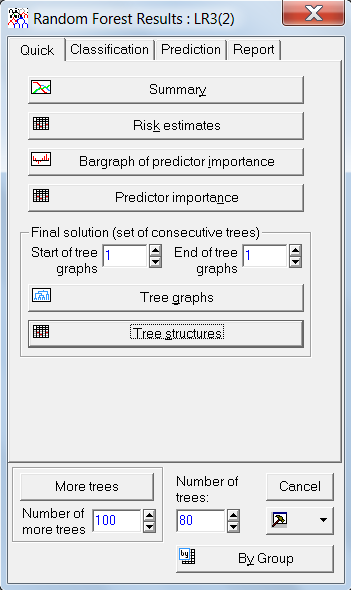 Random Forest Results : LR3(2)
Quick Classification Prediction Report
Summary
Risk estimates
Bargraph of predictor importance
Predictor importance
Final solution (set of consecutive trees)
Start of tree graphs 1 End of tree graphs 1
Tree graphs
Tree structures
More trees
Number of more trees 100
Number of trees:
80
Cancel
by
By Group